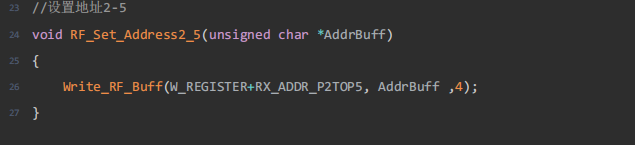 23 //设置地址2-5
24 void RF_Set_Address2_5(unsigned char *AddrBuff)
25 {
26     Write_RF_Buff(W_REGISTER+RX_ADDR_P2TOP5, AddrBuff ,4);
27 }